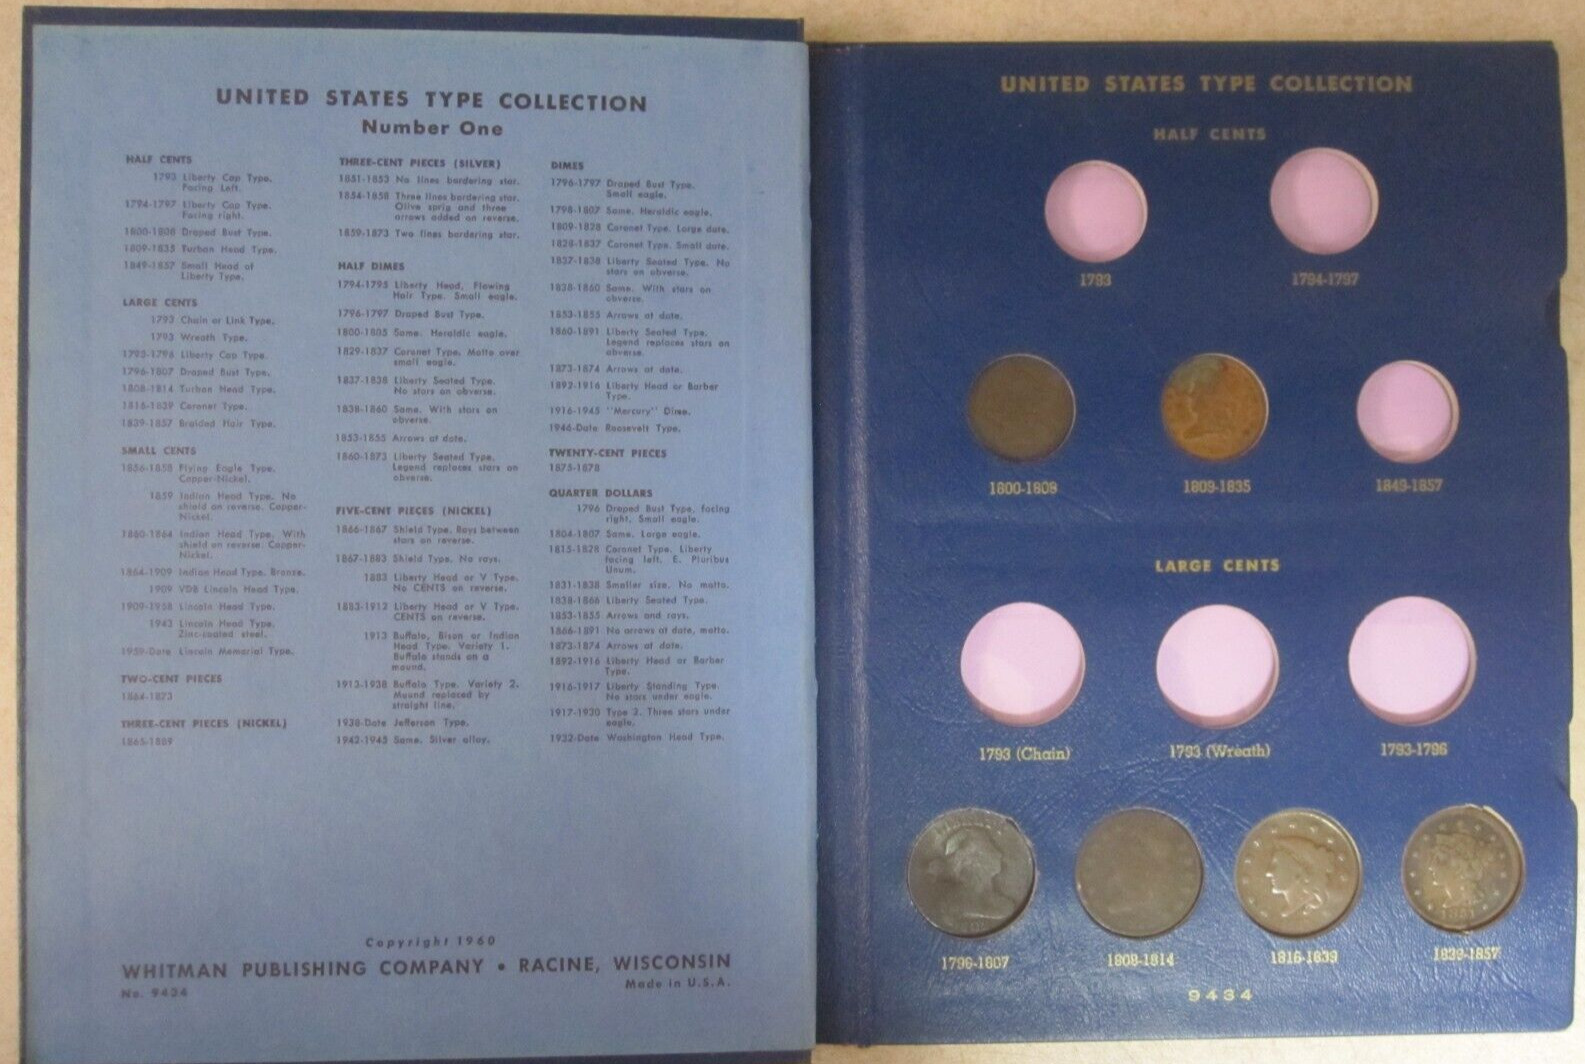 UNITED STATES TYPE COLLECTION
Number One
HALF CENTS
1793 Liberty Cap Type.
Facing Left.
1794-1797 Liberty Cap Type.
Facing right.
1800-1808 Draped Bust Type.
1809-1835 Turban Head Type.
1849-1857 Small Head of
Liberty Type.
LARGE CENTS
1793 Chain or Link Type.
1793 Wreath Type.
1793-1796 Liberty Cap Type.
1796-1807 Draped Bust Type.
1808-1814 Turban Head Type.
1816-1839 Coronet Type.
1839-1857 Braided Hair Type.
SMALL CENTS
1856-1858 Flying Eagle Type.
Copper-Nickel.
1859 Indian Head Type. No
shield on reverse. Copper-
Nickel.
1860-1864 Indian Head Type. With
shield on reverse. Copper-
Nickel.
1864-1909 Indian Head Type. Bronze.
1909 VDB Lincoln Head Type.
1909-1958 Lincoln Head Type.
1943 Lincoln Head Type.
Zinc-coated steel.
1959-Date Lincoln Memorial Type.
TWO-CENT PIECES
1864-1873
THREE-CENT PIECES (NICKEL)
1865-1889
THREE-CENT PIECES (SILVER)
1851-1853 No lines bordering star.
1854-1858 Three lines bordering star.
Olive sprig and three
arrows added on reverse.
1859-1873 Two lines bordering star.
HALF DIMES
1794-1795 Liberty Head, Flowing
Hair Type. Small eagle.
1796-1797 Draped Bust Type.
1800-1805 Same. Heraldic eagle.
1829-1837 Coronet Type. Motto over
small eagle.
1837-1838 Liberty Seated Type.
No stars on obverse.
1838-1860 Same. With stars on
obverse.
1853-1855 Arrows at date.
1860-1873 Liberty Seated Type.
Legend replaces stars on
obverse.
FIVE-CENT PIECES (NICKEL)
1866-1867 Shield Type. Rays between
stars on reverse.
1867-1883 Shield Type. No rays.
1883 Liberty Head or V Type.
No CENTS on reverse.
1883-1912 Liberty Head or V Type.
CENTS on reverse.
1913 Buffalo, Bison or Indian
Head Type. Variety 1.
Buffalo stands on a
mound.
1913-1938 Buffalo Type. Variety 2.
Mound replaced by
straight line.
1938-Date Jefferson Type.
1942-1945 Same. Silver alloy.
DIMES
1796-1797 Draped Bust Type.
Small eagle.
1798-1807 Same. Heraldic eagle.
1809-1828 Coronet Type. Large date.
1828-1837 Coronet Type. Small date.
1837-1838 Liberty Seated Type. No
stars on obverse.
1838-1860 Same. With stars on
obverse.
1853-1855 Arrows at date.
1860-1891 Liberty Seated Type.
Legend replaces stars on
obverse.
1873-1874 Arrows at date.
1892-1916 Liberty Head or Barber
Type.
1916-1945 "Mercury" Dime.
1946-Date Roosevelt Type.
TWENTY-CENT PIECES
1875-1878
QUARTER DOLLARS
1796 Draped Bust Type, facing
right. Small eagle.
1804-1807 Same. Large eagle.
1815-1828 Coronet Type. Liberty
facing left. E. Pluribus
Unum.
1831-1838 Smaller size. No motto.
1838-1866 Liberty Seated Type.
1853-1855 Arrows and rays.
1866-1891 No arrows at date, motto.
1873-1874 Arrows at date.
1892-1916 Liberty Head or Barber
Type.
1916-1917 Liberty Standing Type.
No stars under eagle.
1917-1930 Type 2. Three stars under
eagle.
1932-Date Washington Head Type.
Copyright 1960
WHITMAN PUBLISHING COMPANY • RACINE, WISCONSIN
No. 9434
Made in U.S.A.
UNITED STATES TYPE COLLECTION
HALF CENTS
1793
1794-1797
1800-1808
1809-1835
1849-1857
LARGE CENTS
1793 (Chain)
1793 (Wreath)
1793-1796
1841
1796-1807
1808-1814
1816-1839
1839-1857
9434